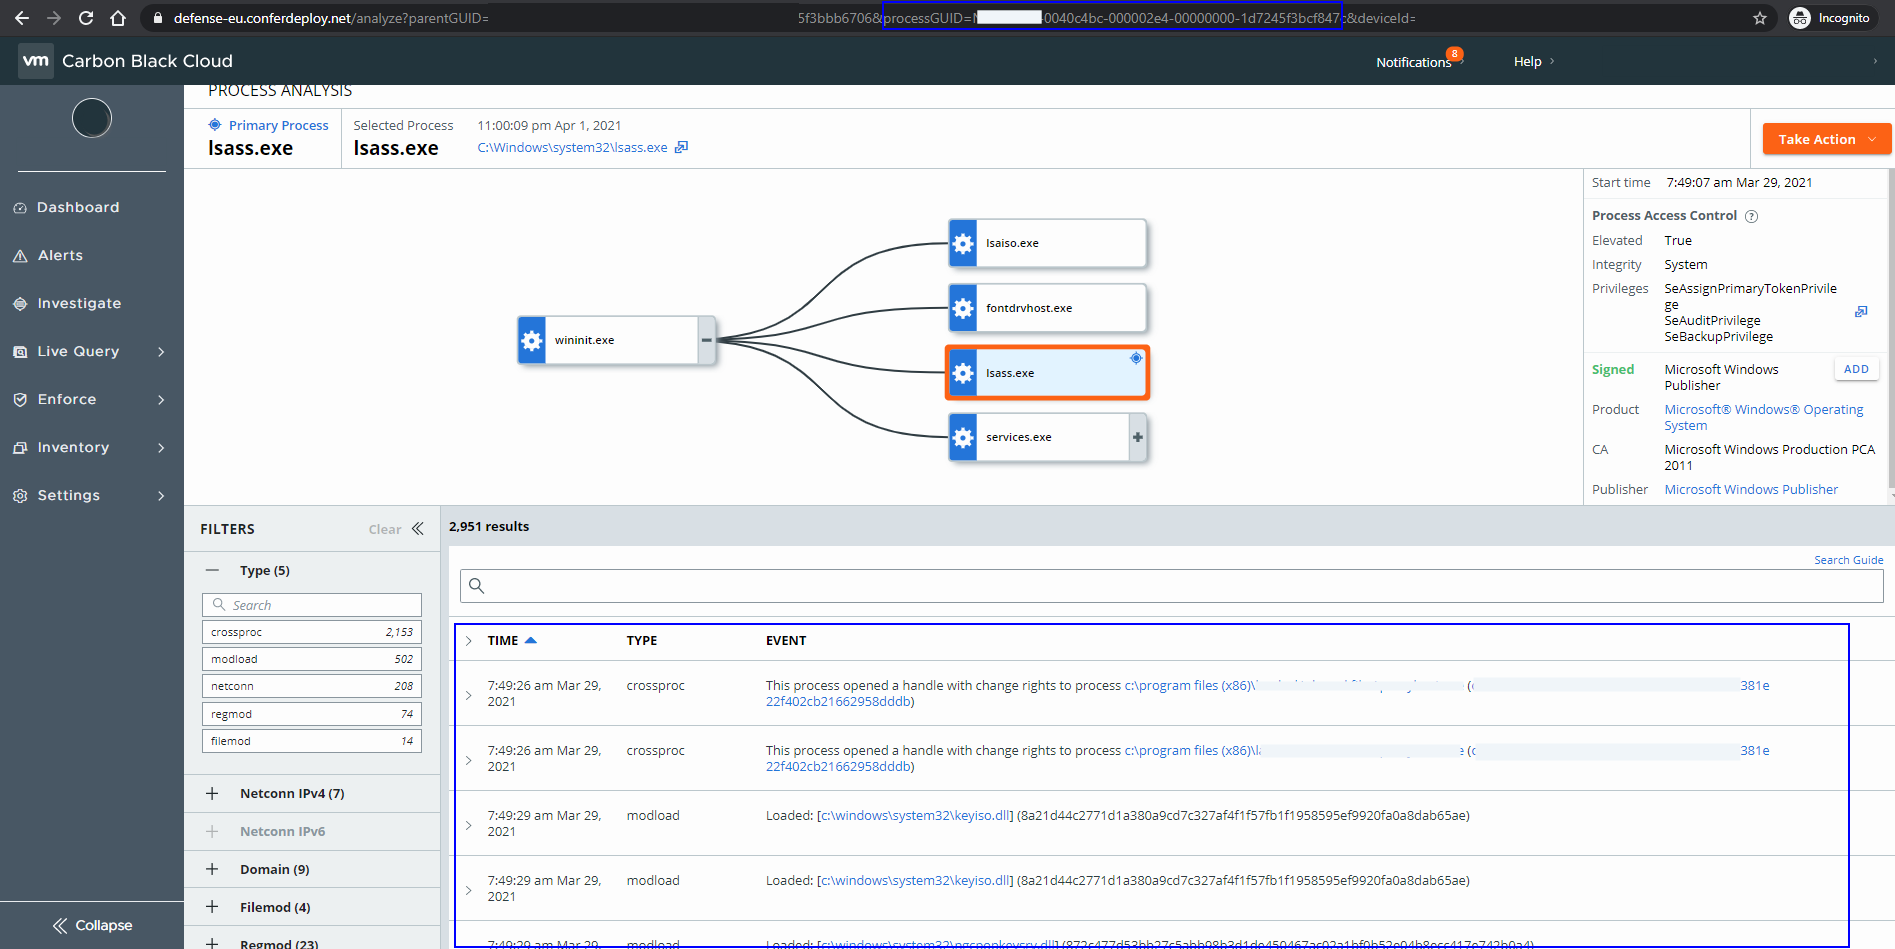 defense-eu.conferdeploy.net/analyze?parentGUID= 5f3bbb6706&processGUID= -0040c4bc-000002e4-00000000-1d7245f3bcf847 &deviceId=
Incognito
vm Carbon Black Cloud
Notifications 8
Help
PROCESS ANALYSIS
Primary Process
lsass.exe
Selected Process
lsass.exe
11:00:09 pm Apr 1, 2021
C:\Windows\system32\lsass.exe
Take Action
Dashboard
Alerts
Investigate
Live Query
Enforce
Inventory
Settings
Collapse
wininit.exe
lsaiso.exe
fontdrvhost.exe
lsass.exe
services.exe
Start time 7:49:07 am Mar 29, 2021
Process Access Control ?
Elevated True
Integrity System
Privileges SeAssignPrimaryTokenPrivile
ge
SeAuditPrivilege
SeBackupPrivilege
Signed Microsoft Windows
Publisher
ADD
Product Microsoft® Windows® Operating
System
CA Microsoft Windows Production PCA
2011
Publisher Microsoft Windows Publisher
FILTERS Clear
Type (5)
Search
crossproc 2,153
modload 502
netconn 208
regmod 74
filemod 14
Netconn IPv4 (7)
Netconn IPv6
Domain (9)
Filemod (4)
Regmod (23)
2,951 results
Search Guide
TIME TYPE EVENT
7:49:26 am Mar 29, crossproc This process opened a handle with change rights to process c:\program files (x86)\ 381e
2021 22f402cb21662958dddb)
7:49:26 am Mar 29, crossproc This process opened a handle with change rights to process c:\program files (x86)\ 381e
2021 22f402cb21662958dddb)
7:49:29 am Mar 29, modload Loaded: [c:\windows\system32\keyiso.dll] (8a21d44c2771d1a380a9cd7c327af4f1f57fb1f1958595ef9920fa0a8dab65ae)
2021
7:49:29 am Mar 29, modload Loaded: [c:\windows\system32\keyiso.dll] (8a21d44c2771d1a380a9cd7c327af4f1f57fb1f1958595ef9920fa0a8dab65ae)
2021
7:49:29 am Mar 29, modload Loaded: